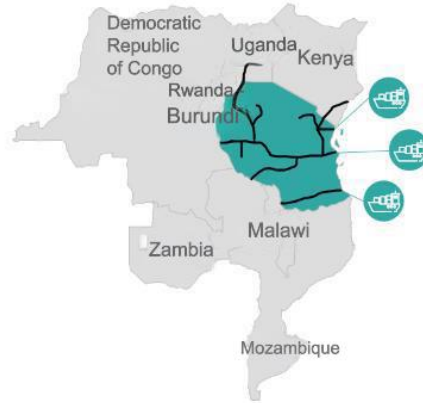 Democratic
Republic
of Congo
Uganda
Kenya
Rwanda
Burundi
Zambia
Malawi
Mozambique